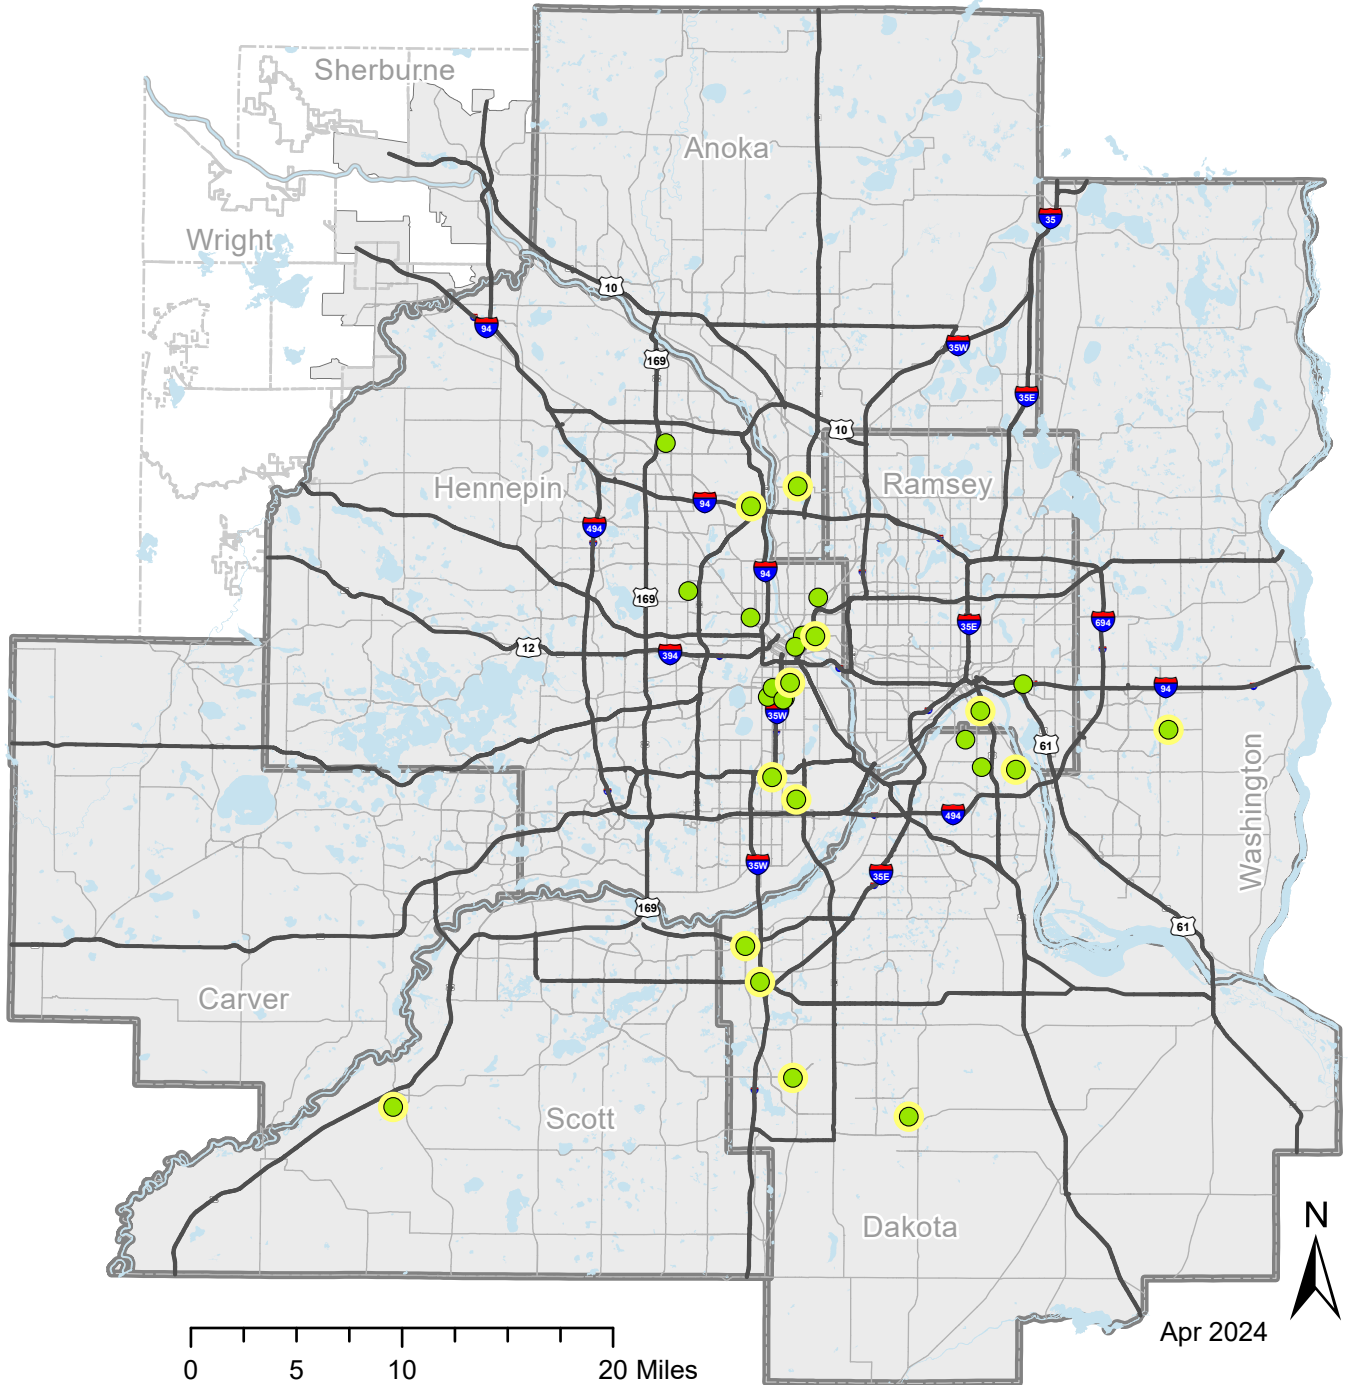 Sherburne
Anoka
35
Wright
10
94
35W
169
35E
10
Hennepin
Ramsey
94
494
94
169
35E
694
12
394
94
35W
61
Washington
494
35W
35E
169
61
Carver
Scott
N
Dakota
Apr 2024
0 5 10 20 Miles